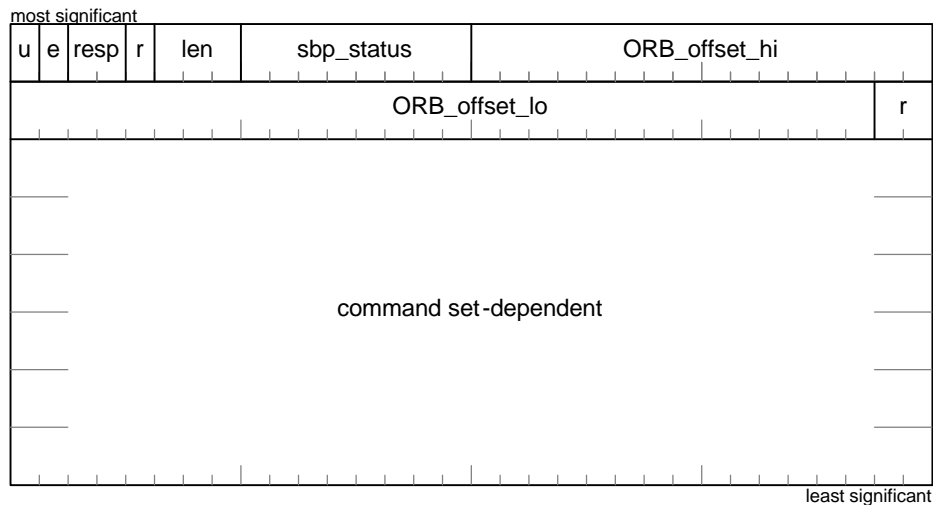 most significant
u e resp r len sbp_status ORB_offset_hi
ORB_offset_lo r
command set-dependent
least significant